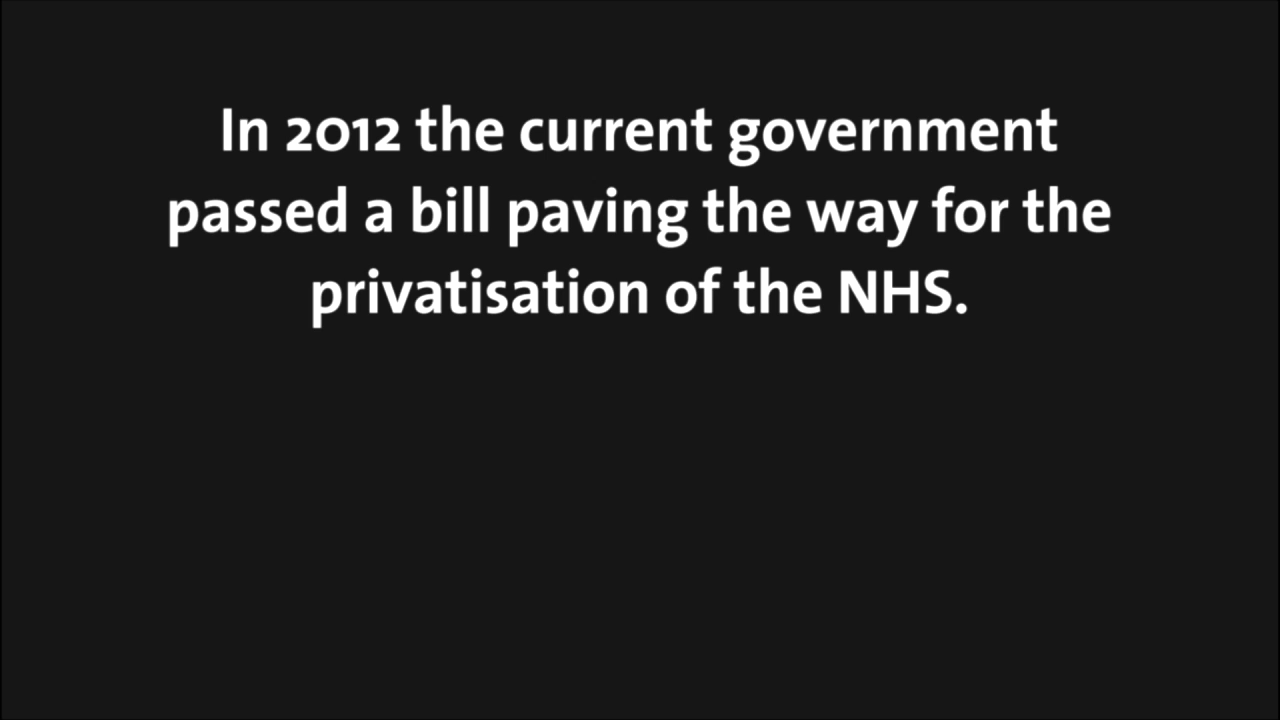 In 2012 the current government
passed a bill paving the way for the
privatisation of the NHS.